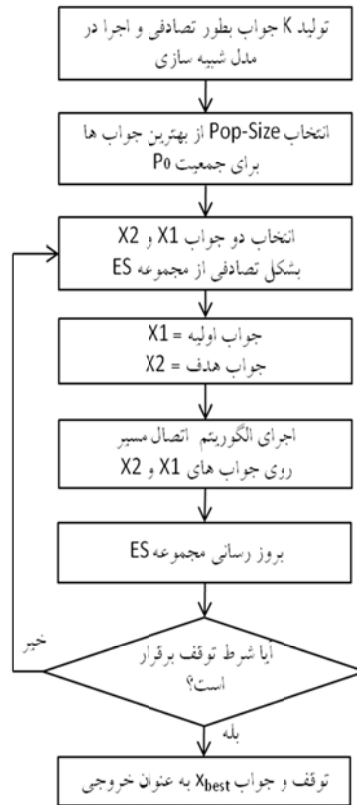 تولید K جواب بطور تصادفی و اجرا در
مدل شبیه سازی
انتخاب Pop-Size از بهترین جواب ها
برای جمعیت P0
انتخاب دو جواب X1 و X2
بشکل تصادفی از مجموعه ES
جواب اولیه = X1
جواب هدف = X2
اجرای الگوریتم اتصال مسیر
روی جواب های X1 و X2
بروز رسانی مجموعه ES
آیا شرط توقف برقرار
است؟
خیر
بله
توقف و جواب xbest به عنوان خروجی